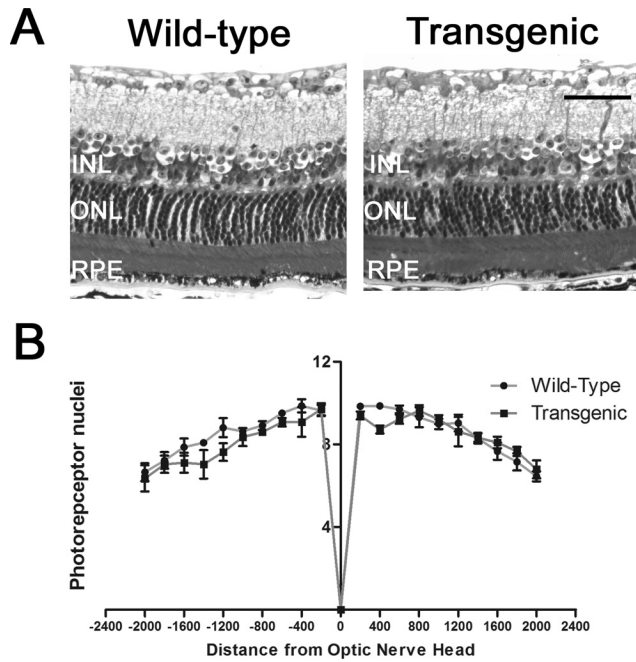 A
Wild-type
Transgenic
INL
ONL
RPE
INL
ONL
RPE
B
Photorepceptor nuclei
12
8
4
Wild-Type
Transgenic
-2400 -2000 -1600 -1200 -800 -400 0 400 800 1200 1600 2000 2400
Distance from Optic Nerve Head